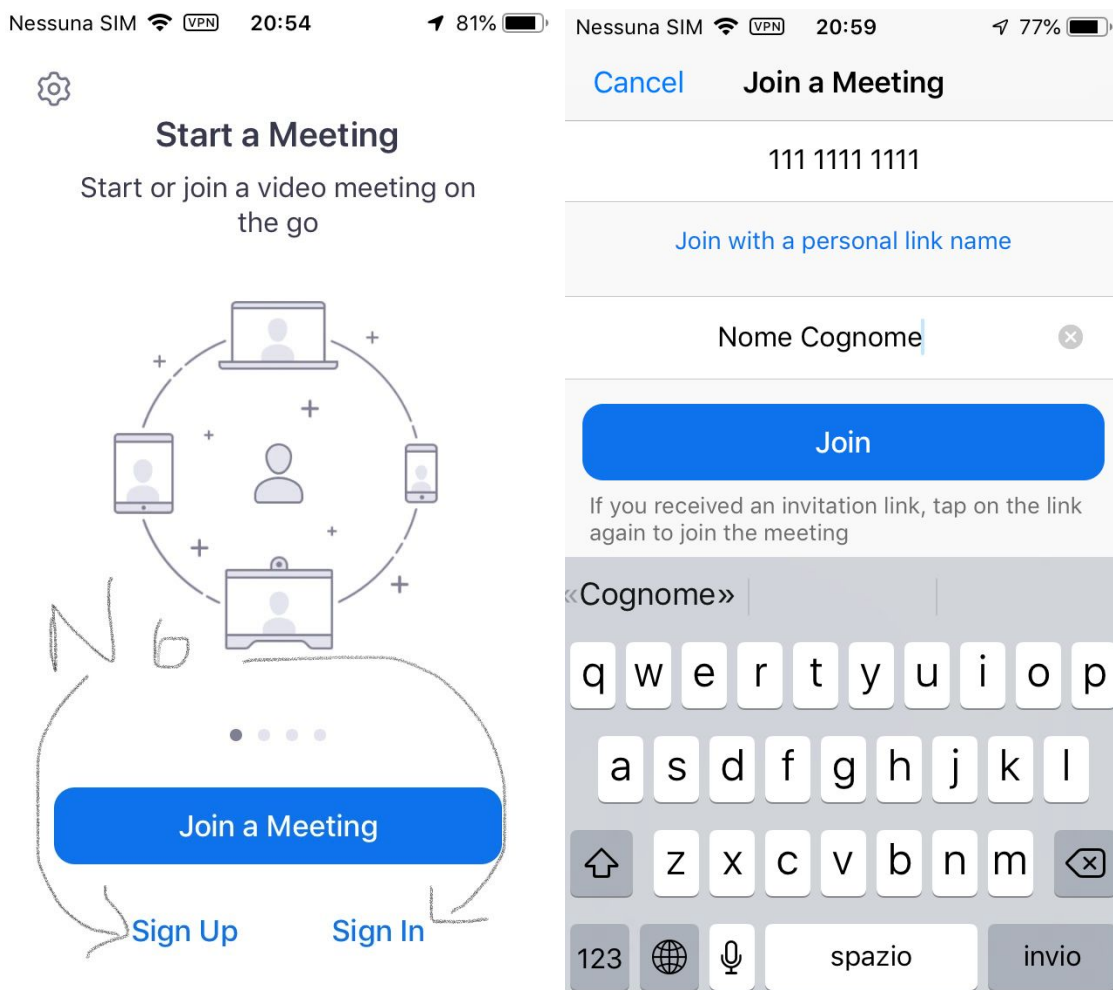 Nessuna SIM VPN 20:54 81%
Start a Meeting
Start or join a video meeting on
the go
N b
Join a Meeting
Sign Up Sign In
Nessuna SIM VPN 20:59 77%
Cancel Join a Meeting
111 1111 1111
Join with a personal link name
Nome Cognome
Join
If you received an invitation link, tap on the link
again to join the meeting
«Cognome»
q w e r t y u i o p
a s d f g h j k l
z x c v b n m
123 spazio invio